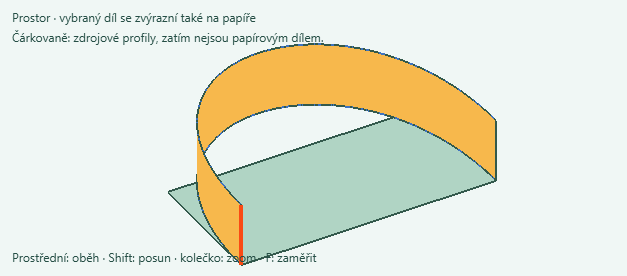 Prostor · vybraný díl se zvýrazní také na papíře
Čárkovaně: zdrojové profily, zatím nejsou papírovým dílem.
Prostřední: oběh · Shift: posun · kolečko: zoom · F: zaměřit